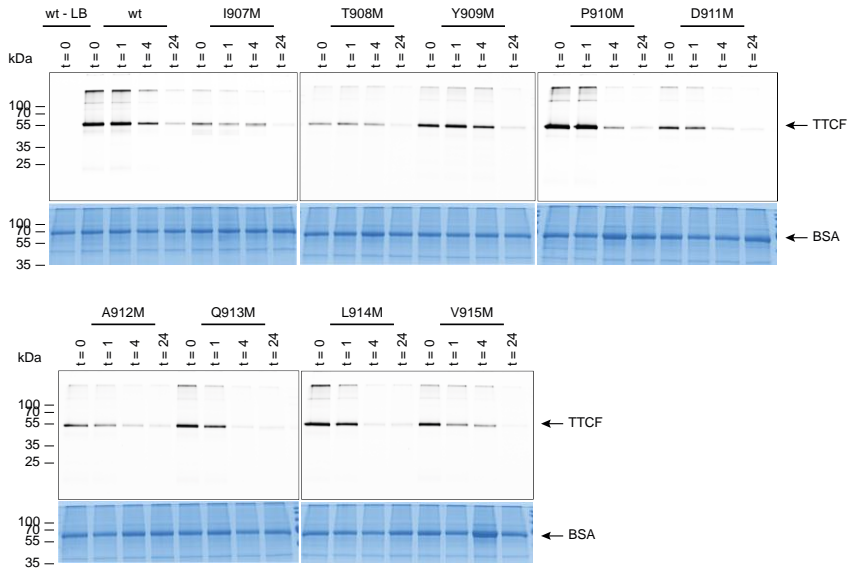 wt - LB wt I907M T908M Y909M P910M D911M
t = 0 t = 0 t = 1 t = 4 t = 24 t = 0 t = 1 t = 4 t = 24 t = 0 t = 1 t = 4 t = 24 t = 0 t = 1 t = 4 t = 24 t = 0 t = 1 t = 4 t = 24 t = 0 t = 1 t = 4 t = 24
kDa
100
70
55 TTCF
35
25
100
70 BSA
55
35
A912M Q913M L914M V915M
t = 0 t = 1 t = 4 t = 24 t = 0 t = 1 t = 4 t = 24 t = 0 t = 1 t = 4 t = 24 t = 0 t = 1 t = 4 t = 24
kDa
100
70
55 TTCF
35
25
100
70
55 BSA
35